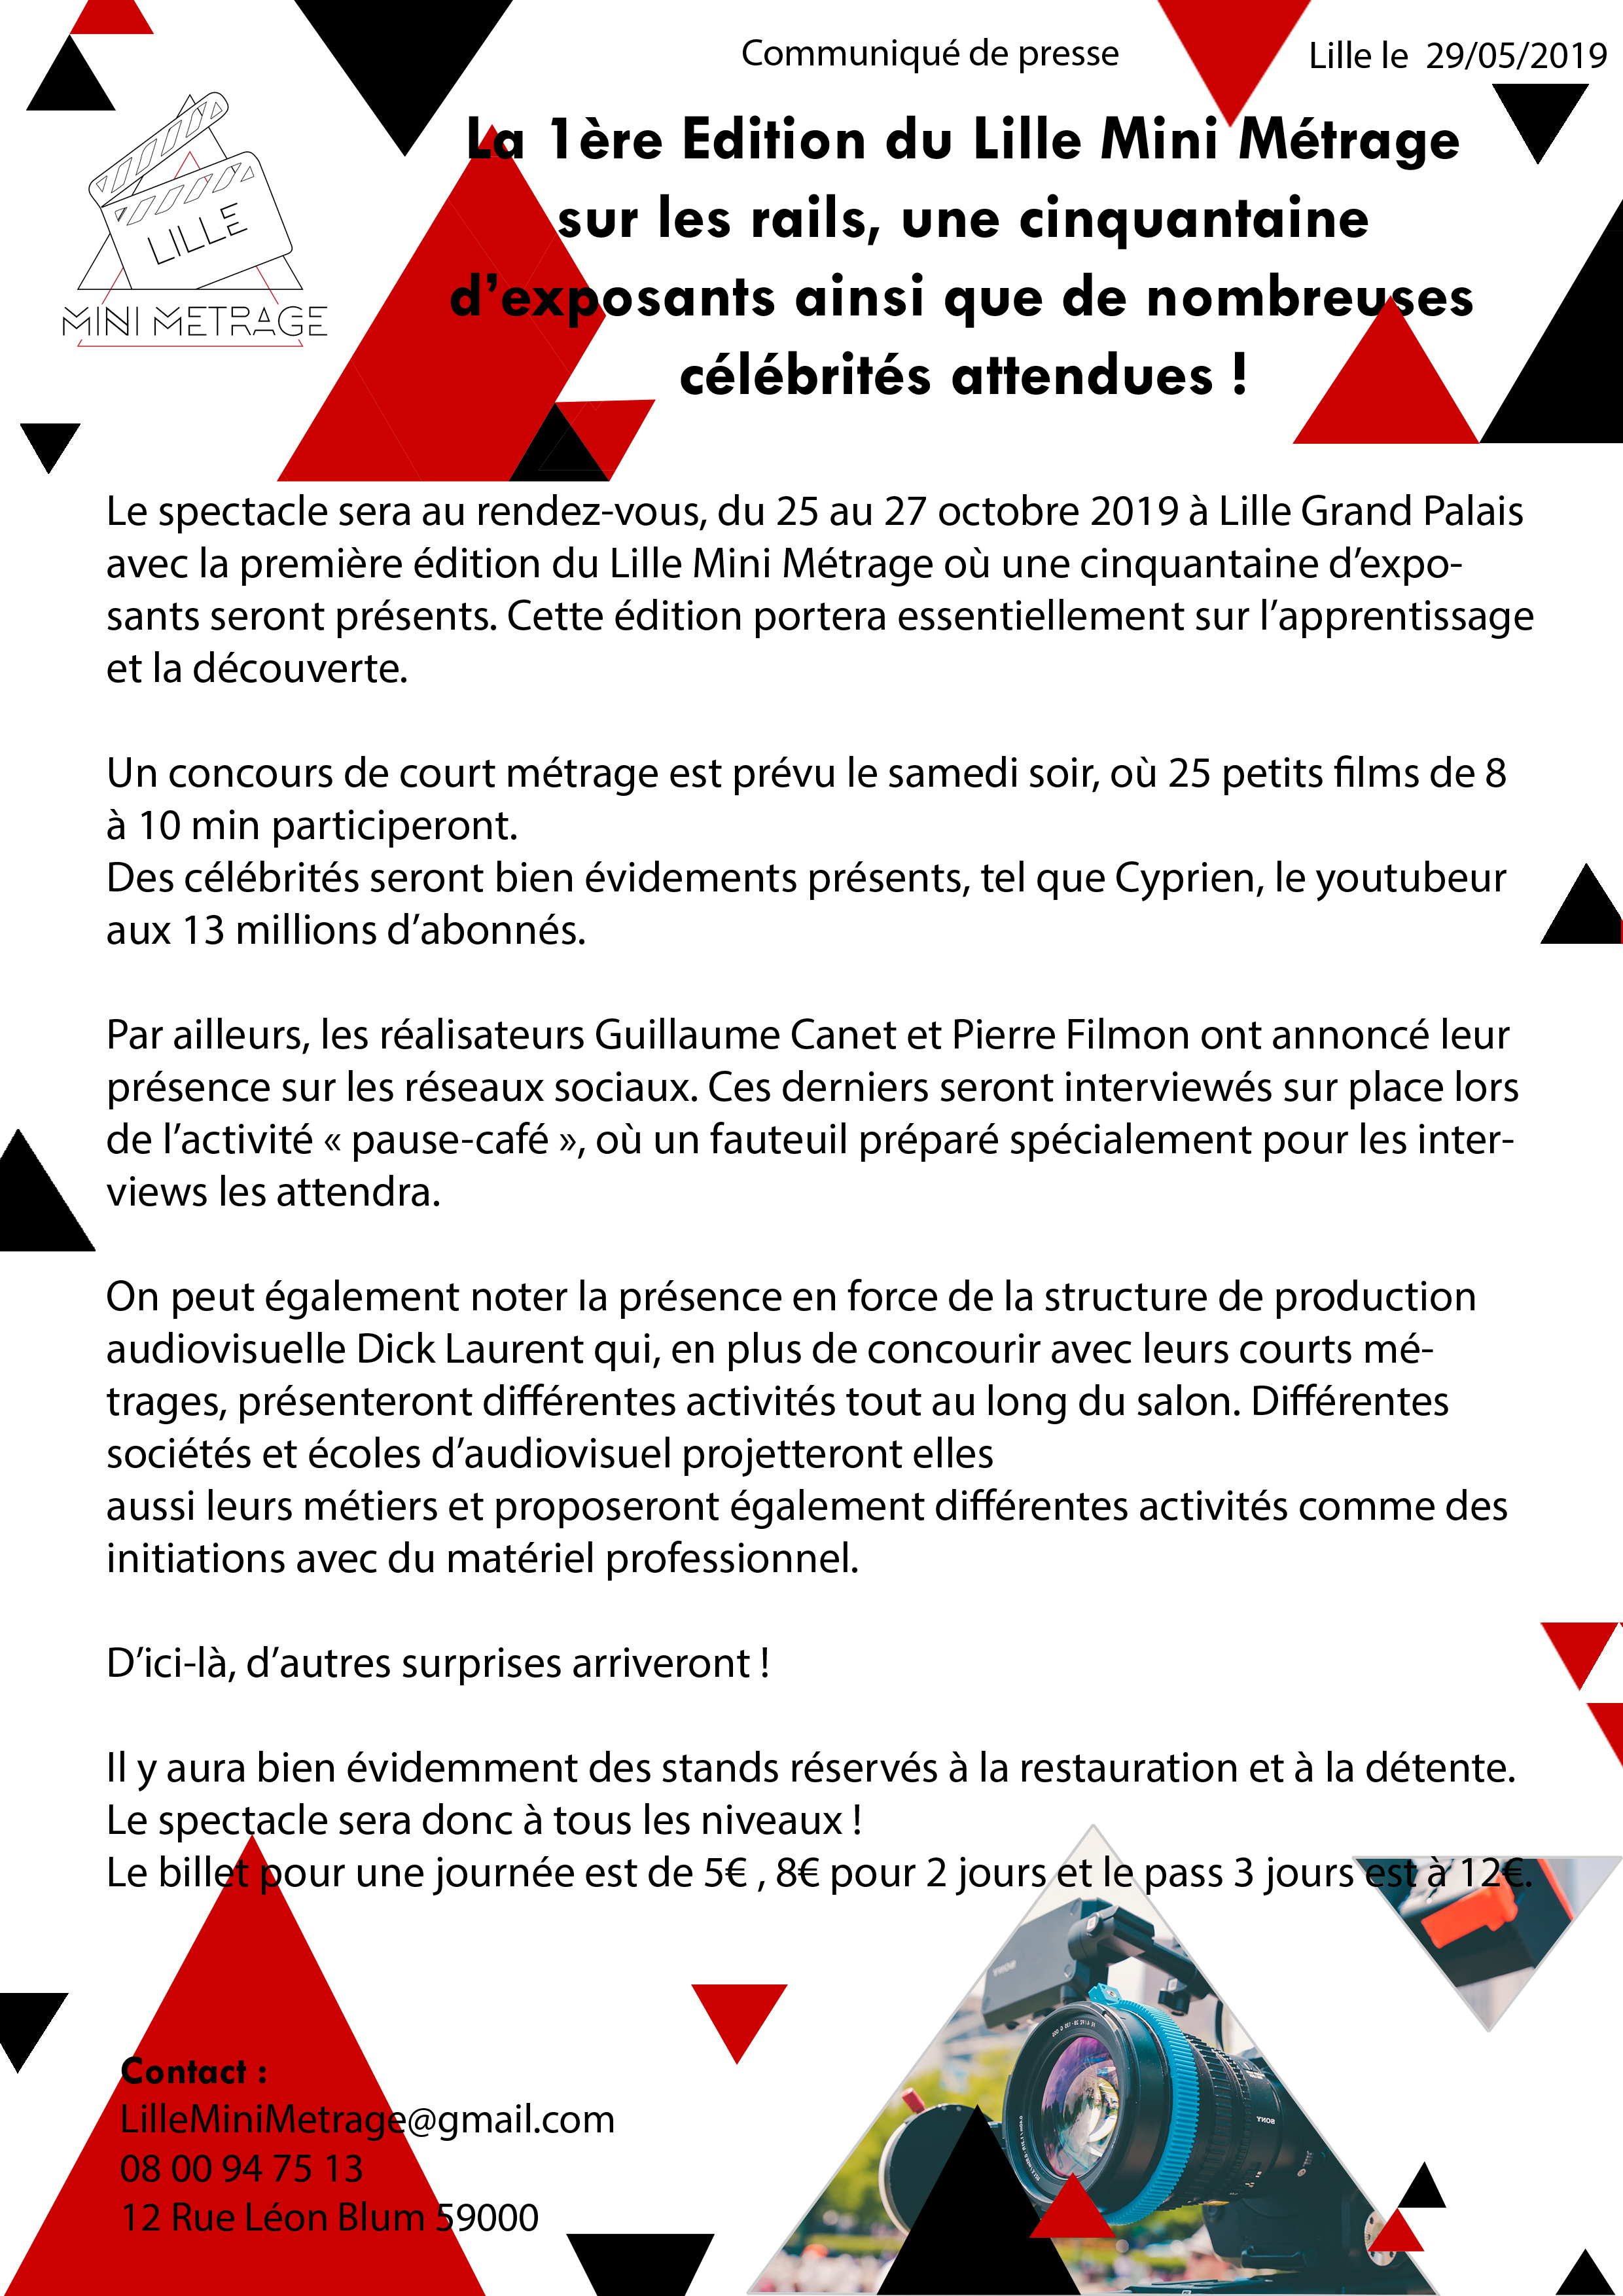 Communiqué de presse
Lille le 29/05/2019
LILLE
MINI METRAGE
La 1ère Edition du Lille Mini Métrage
sur les rails, une cinquantaine
d’exposants ainsi que de nombreuses
célébrités attendues !
Le spectacle sera au rendez-vous, du 25 au 27 octobre 2019 à Lille Grand Palais
avec la première édition du Lille Mini Métrage où une cinquantaine d’expo-
sants seront présents. Cette édition portera essentiellement sur l’apprentissage
et la découverte.
Un concours de court métrage est prévu le samedi soir, où 25 petits films de 8
à 10 min participeront.
Des célébrités seront bien évidements présents, tel que Cyprien, le youtubeur
aux 13 millions d’abonnés.
Par ailleurs, les réalisateurs Guillaume Canet et Pierre Filmon ont annoncé leur
présence sur les réseaux sociaux. Ces derniers seront interviewés sur place lors
de l’activité « pause-café », où un fauteuil préparé spécialement pour les inter-
views les attendra.
On peut également noter la présence en force de la structure de production
audiovisuelle Dick Laurent qui, en plus de concourir avec leurs courts mé-
trages, présenteront différentes activités tout au long du salon. Différentes
sociétés et écoles d’audiovisuel projetteront elles
aussi leurs métiers et proposeront également différentes activités comme des
initiations avec du matériel professionnel.
D’ici-là, d’autres surprises arriveront !
Il y aura bien évidemment des stands réservés à la restauration et à la détente.
Le spectacle sera donc à tous les niveaux !
Le billet pour une journée est de 5€ , 8€ pour 2 jours et le pass 3 jours est à 12€.
Contact :
LilleMiniMetrage@gmail.com
08 00 94 75 13
12 Rue Léon Blum 59000
SONY
SONY